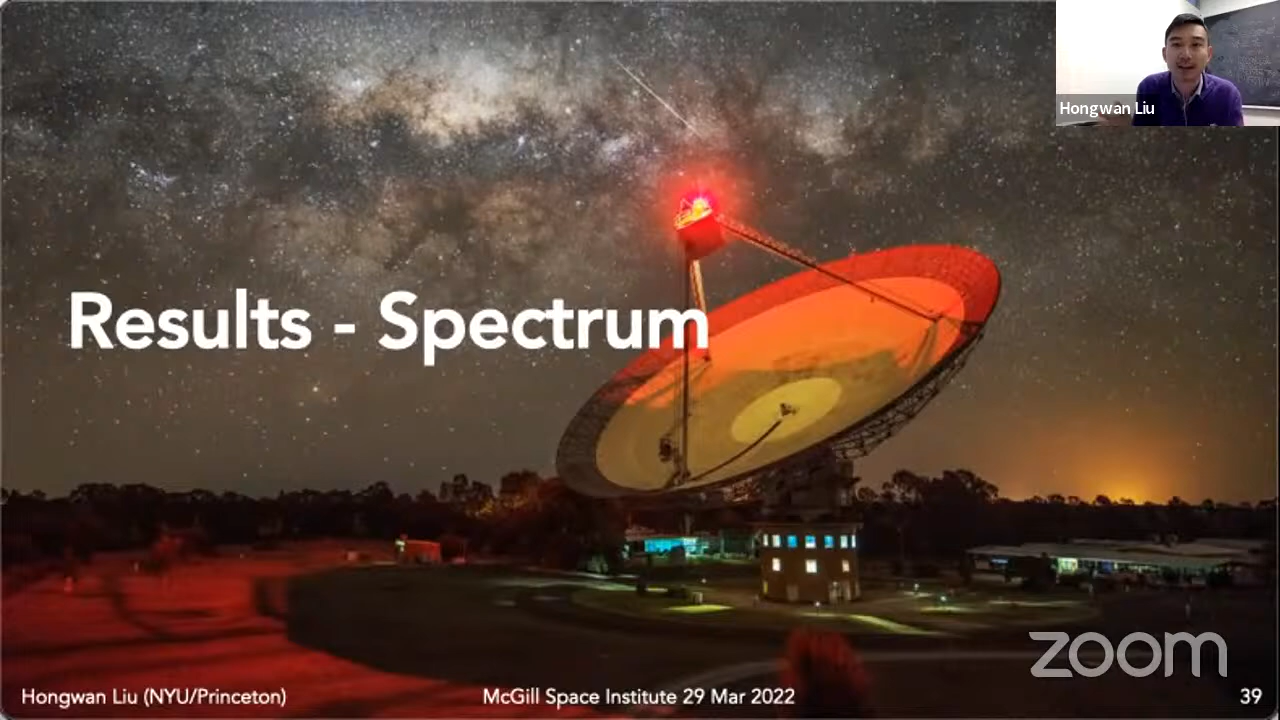 Hongwan Liu
Results - Spectrum
zoom
Hongwan Liu (NYU/Princeton)
McGill Space Institute 29 Mar 2022
39